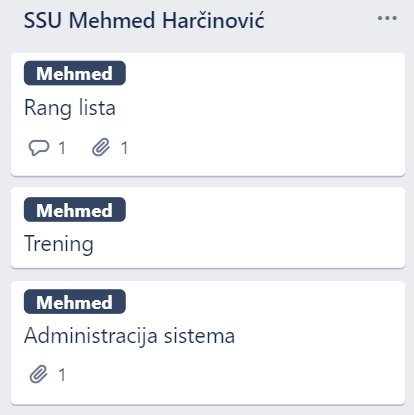 SSU Mehmed Harčinović
Mehmed
Rang lista
1 1
Mehmed
Trening
Mehmed
Administracija sistema
1